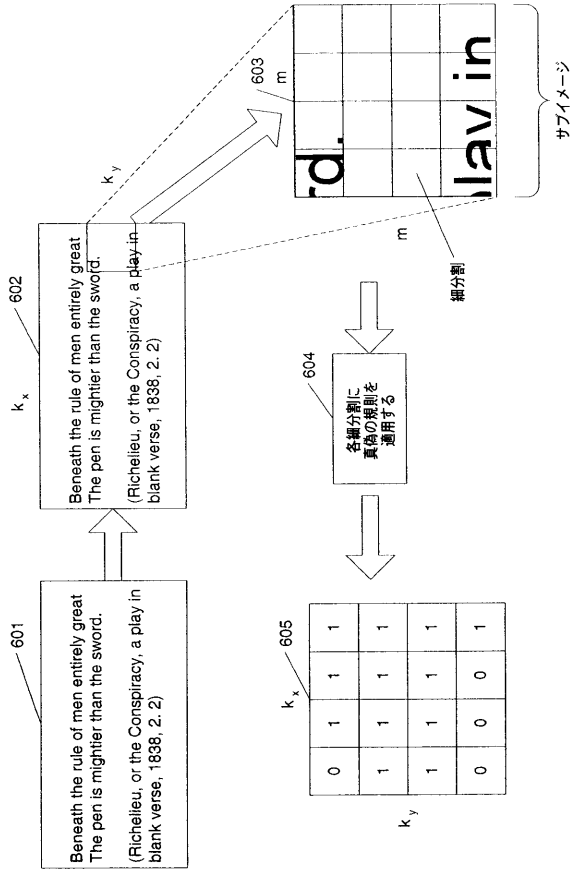 601
Beneath the rule of men entirely great
The pen is mightier than the sword.
(Richelieu, or the Conspiracy, a play in
blank verse, 1838, 2. 2)
602
kx
ky
Beneath the rule of men entirely great
The pen is mightier than the sword.
(Richelieu, or the Conspiracy, a play in
blank verse, 1838, 2. 2)
603
m
m
rd.
lav in
細分割
サブイメージ
604
各細分割に
真偽の規則を
適用する
605
kx
ky
0 1 1 1
1 1 1 1
1 1 1 1
0 0 0 1